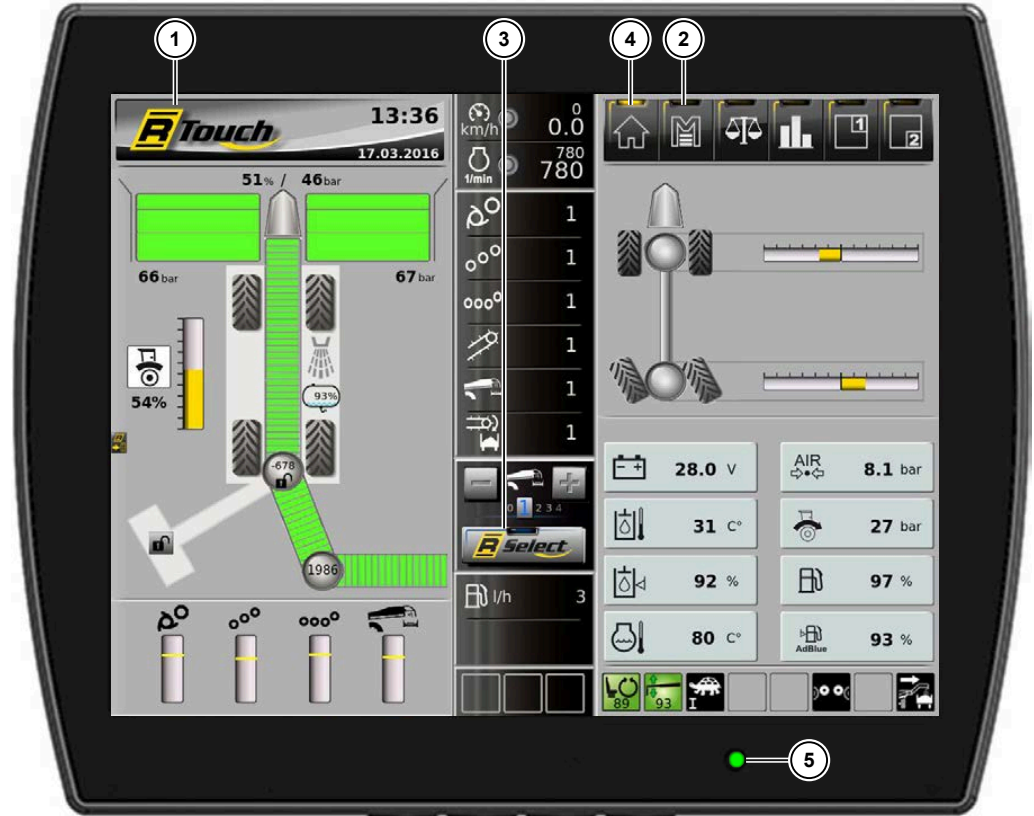 1
3
4
2
R Touch
13:36
17.03.2016
51% / 46bar
66bar
67bar
54%
93%
-678
1986
km/h
0
0.0
1/min
780
780
1
1
1
1
1
1
0 1 2 3 4
R Select
l/h
3
1
2
28.0 V
AIR
8.1 bar
31 C°
27 bar
92 %
97 %
80 C°
AdBlue
93 %
89
93
I
5